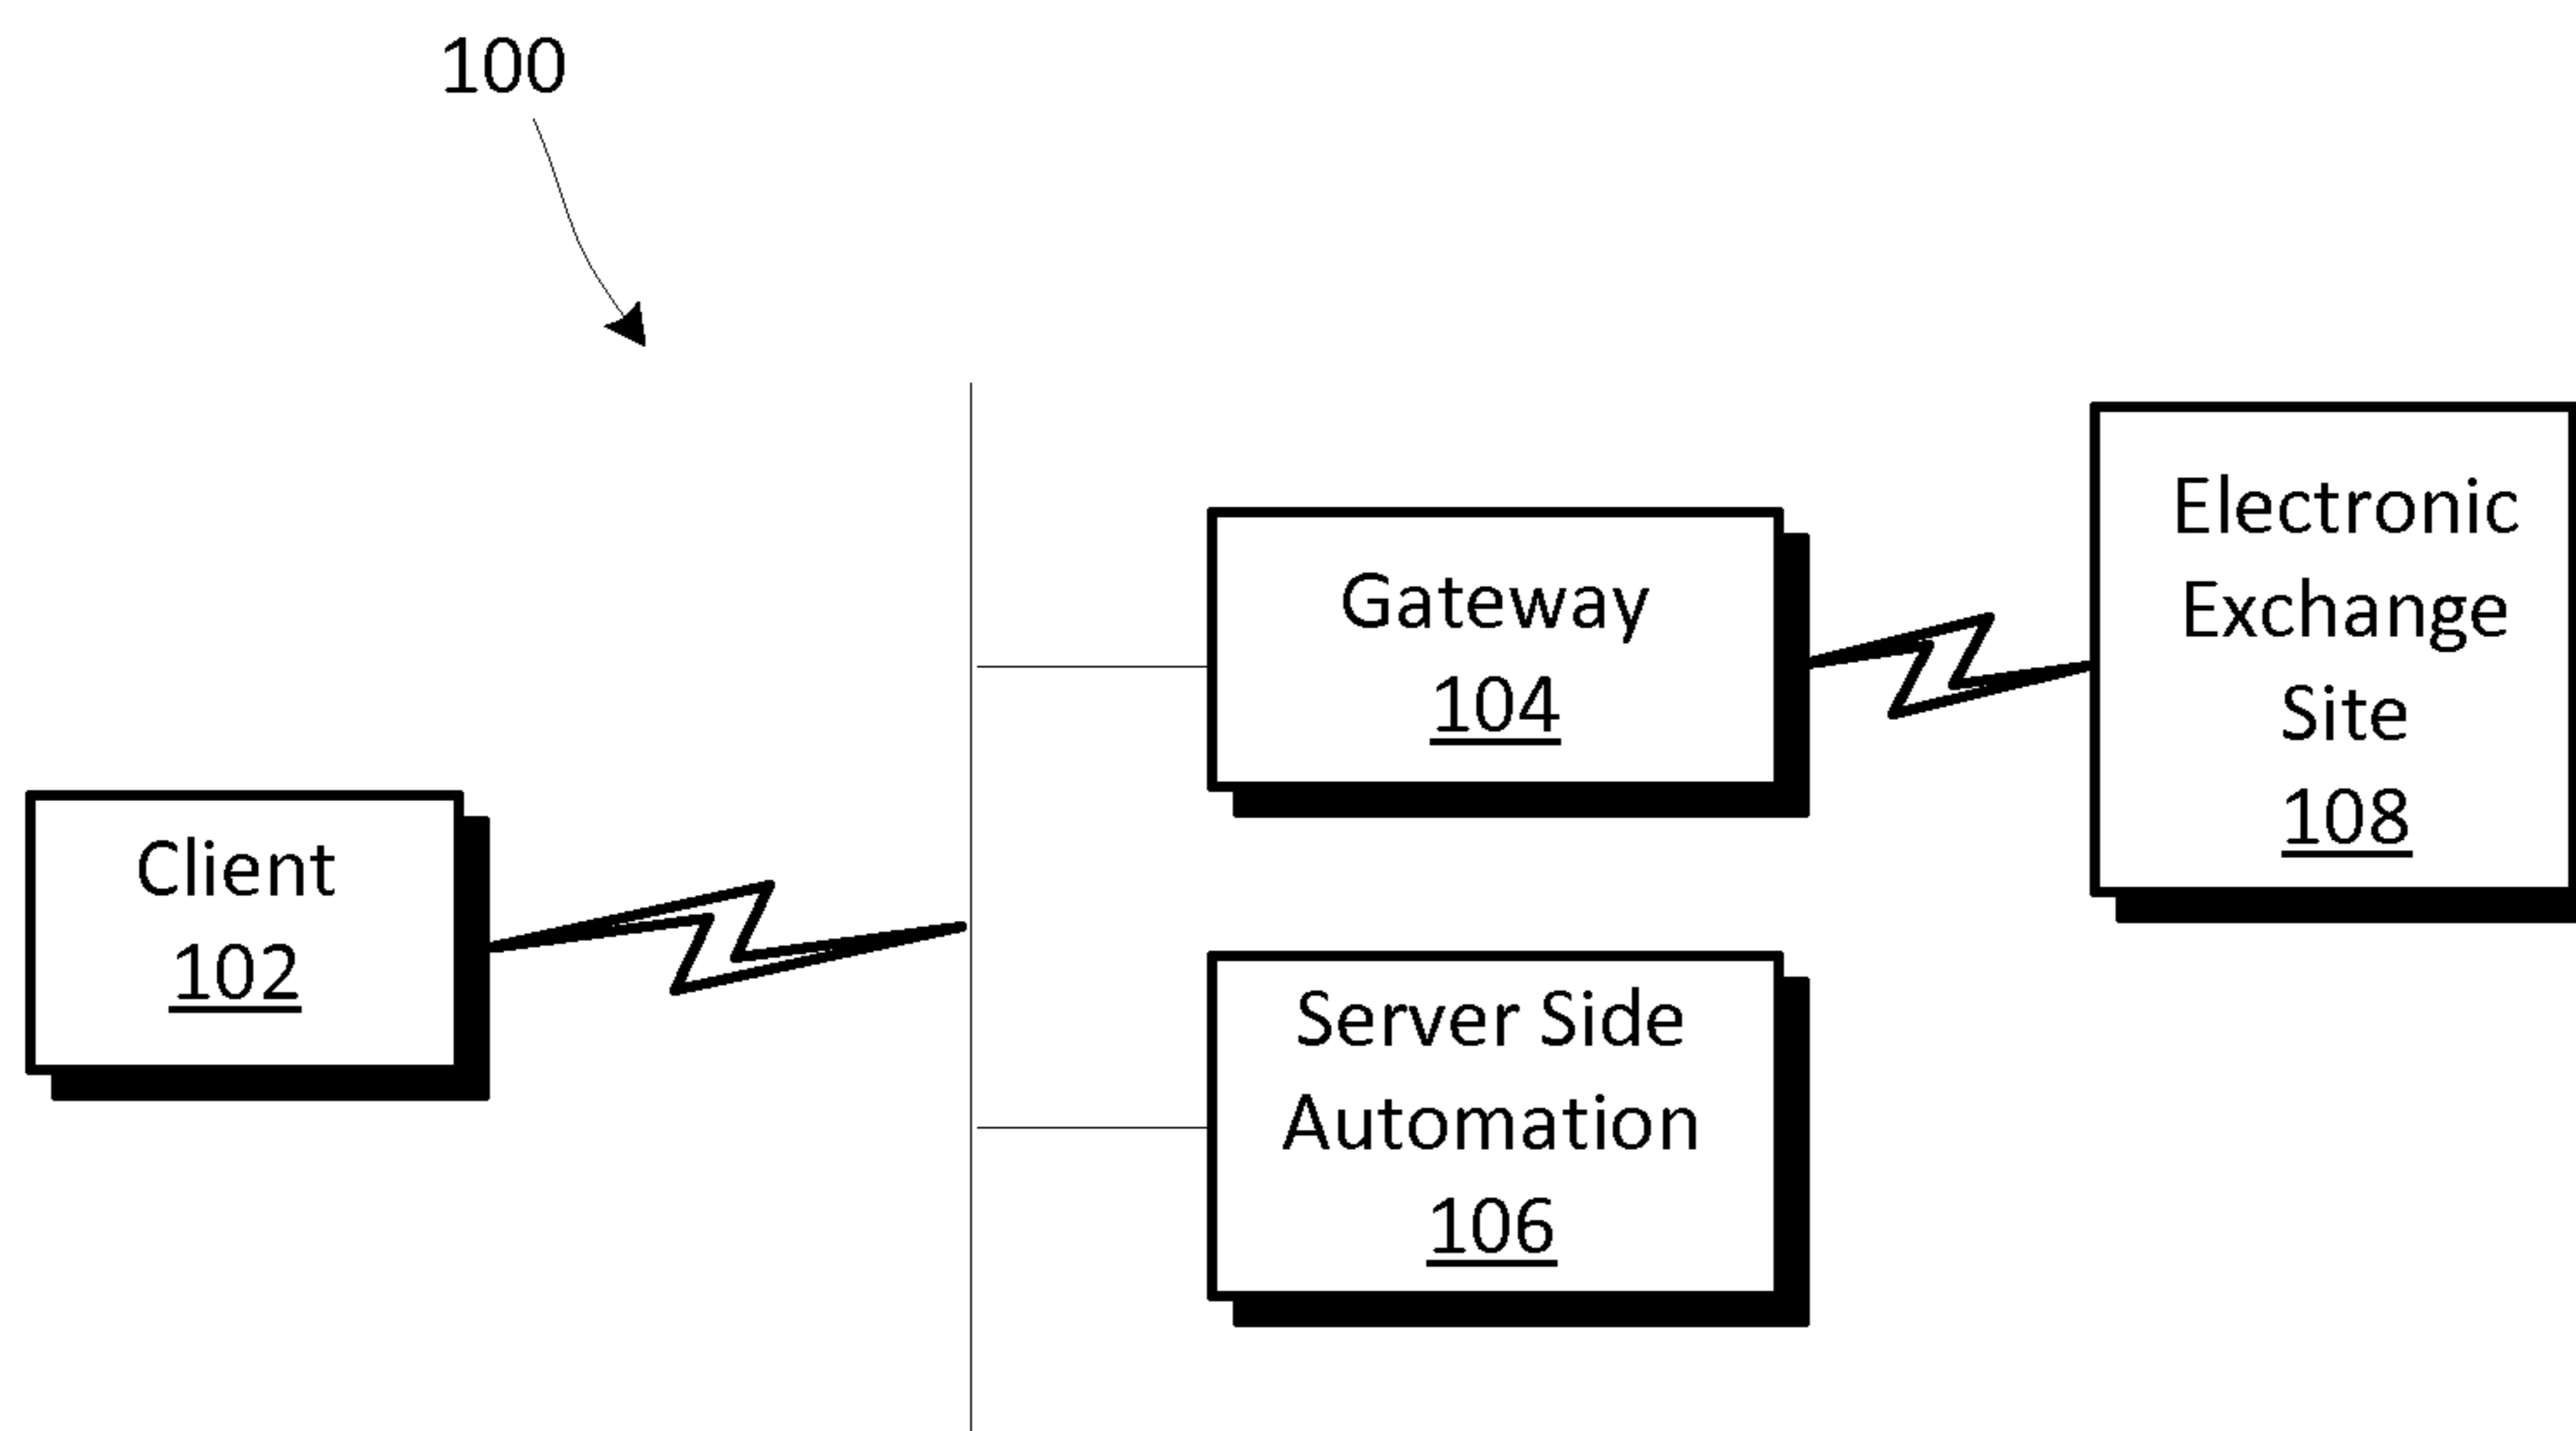 100
Client
102
Gateway
104
Server Side
Automation
106
Electronic
Exchange
Site
108